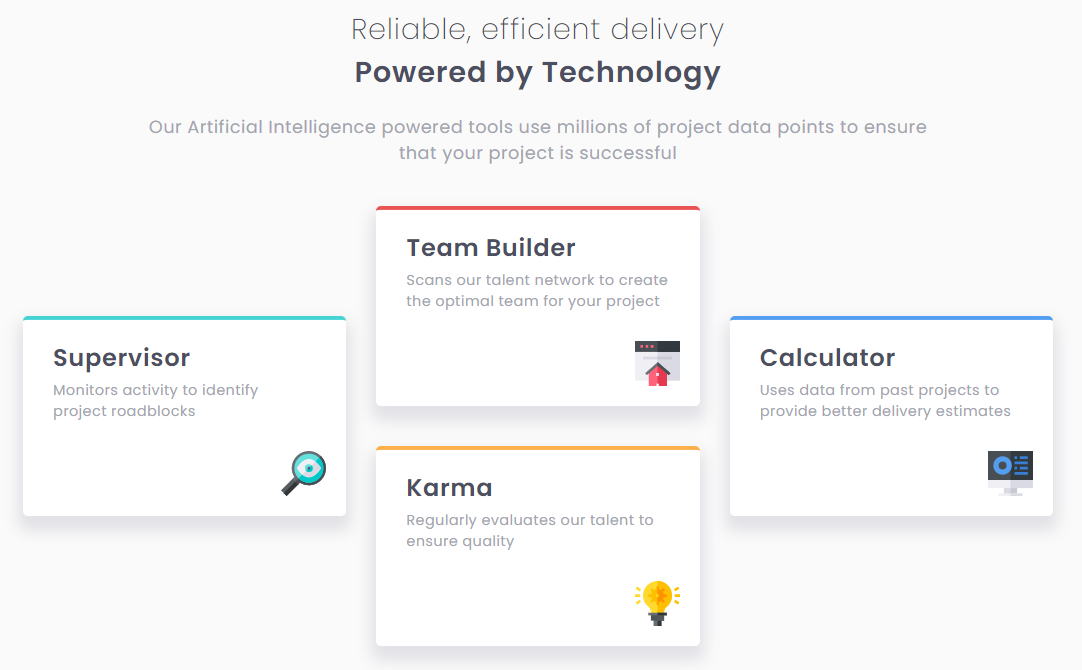 Reliable, efficient delivery
Powered by Technology
Our Artificial Intelligence powered tools use millions of project data points to ensure
that your project is successful
Supervisor
Monitors activity to identify
project roadblocks
Team Builder
Scans our talent network to create
the optimal team for your project
Karma
Regularly evaluates our talent to
ensure quality
Calculator
Uses data from past projects to
provide better delivery estimates